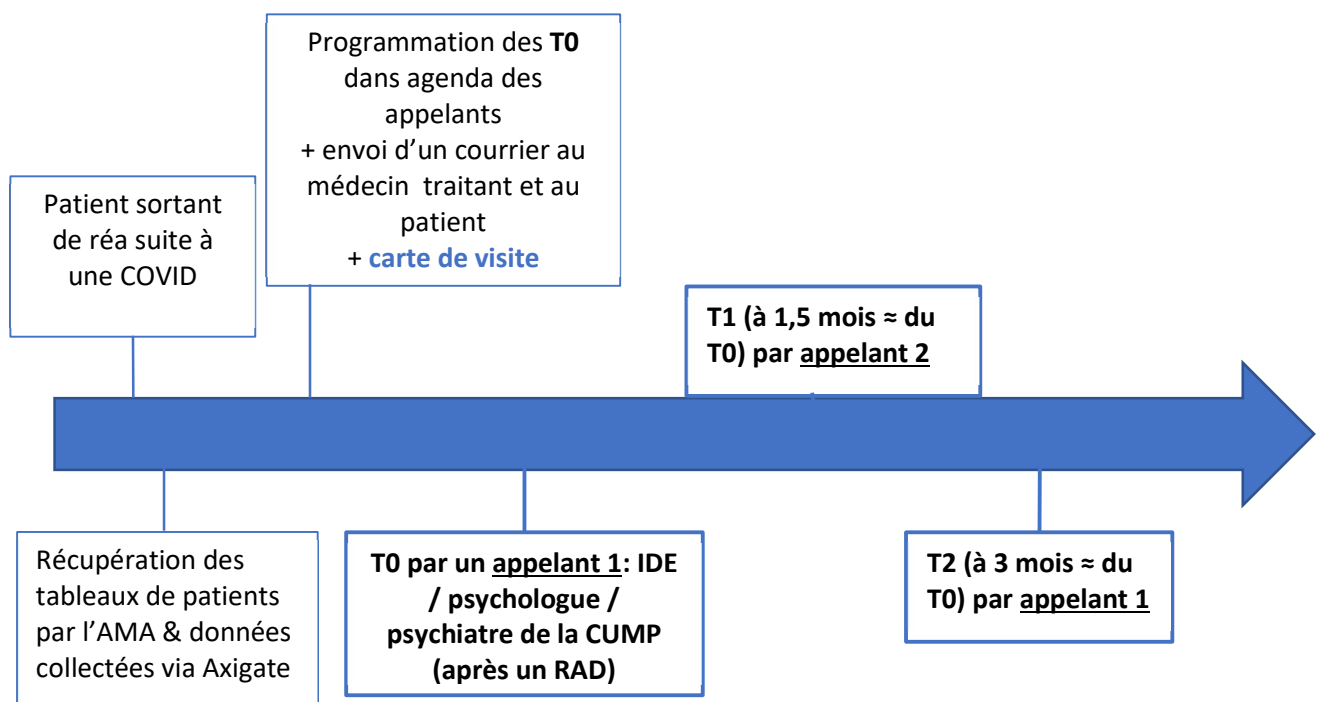 Programmation des T0
dans agenda des
appelants
+ envoi d’un courrier au
médecin traitant et au
patient
+ carte de visite
Patient sortant
de réa suite à
une COVID
T1 (à 1,5 mois ≈ du
T0) par appelant 2
Récupération des
tableaux de patients
par l’AMA & données
collectées via Axigate
T0 par un appelant 1: IDE
/ psychologue /
psychiatre de la CUMP
(après un RAD)
T2 (à 3 mois ≈ du
T0) par appelant 1